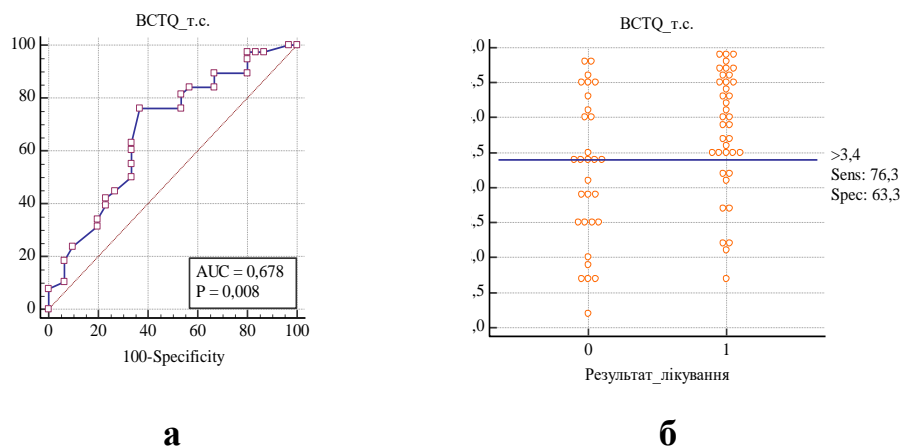 BCTQ_т.с.
100
80
60
40
20
0
AUC = 0,678
P = 0,008
0 20 40 60 80 100
100-Specificity
а
BCTQ_т.с.
,0
,5
,0
,5
,0
,5
,0
,5
,0
>3,4
Sens: 76,3
Spec: 63,3
0 1
Результат_лікування
б